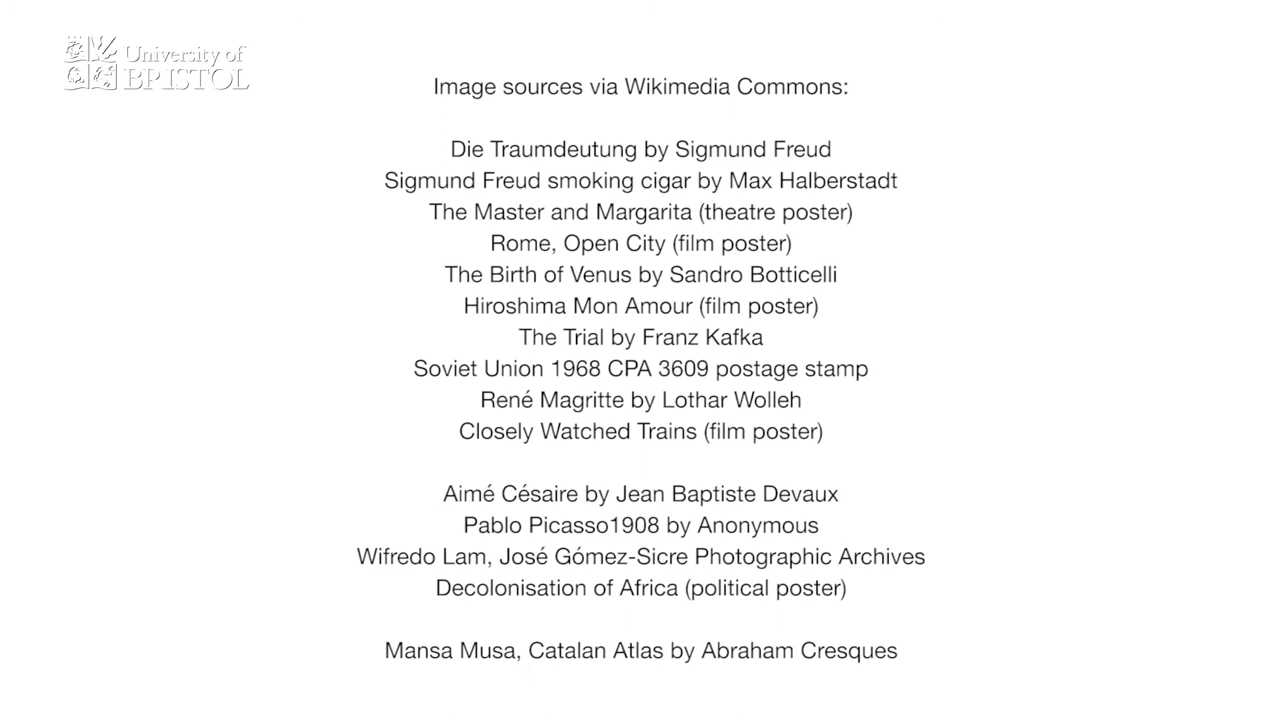 University of
BRISTOL
Image sources via Wikimedia Commons:
Die Traumdeutung by Sigmund Freud
Sigmund Freud smoking cigar by Max Halberstadt
The Master and Margarita (theatre poster)
Rome, Open City (film poster)
The Birth of Venus by Sandro Botticelli
Hiroshima Mon Amour (film poster)
The Trial by Franz Kafka
Soviet Union 1968 CPA 3609 postage stamp
René Magritte by Lothar Wolleh
Closely Watched Trains (film poster)
Aimé Césaire by Jean Baptiste Devaux
Pablo Picasso1908 by Anonymous
Wifredo Lam, José Gómez-Sicre Photographic Archives
Decolonisation of Africa (political poster)
Mansa Musa, Catalan Atlas by Abraham Cresques